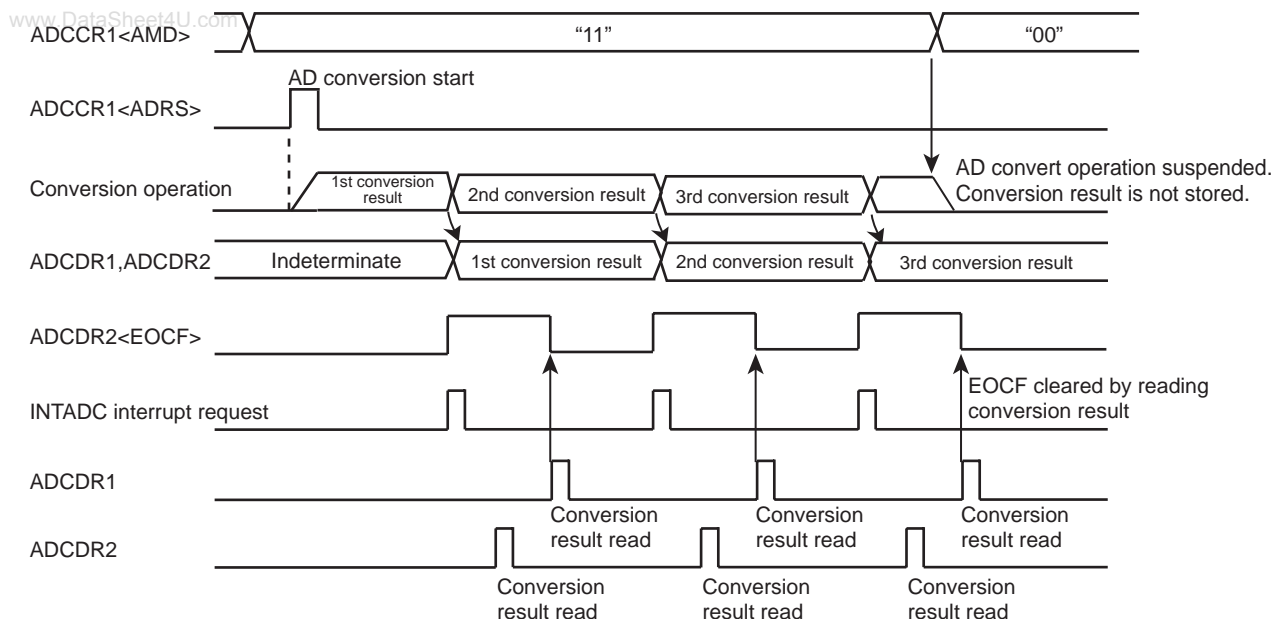 www.DataSheet4U.com
ADCCR1<AMD>
“11”
“00”
AD conversion start
ADCCR1<ADRS>
Conversion operation
1st conversion
result
2nd conversion result
3rd conversion result
AD convert operation suspended.
Conversion result is not stored.
ADCDR1,ADCDR2
Indeterminate
1st conversion result
2nd conversion result
3rd conversion result
ADCDR2<EOCF>
EOCF cleared by reading
conversion result
INTADC interrupt request
ADCDR1
Conversion
result read
Conversion
result read
Conversion
result read
ADCDR2
Conversion
result read
Conversion
result read
Conversion
result read